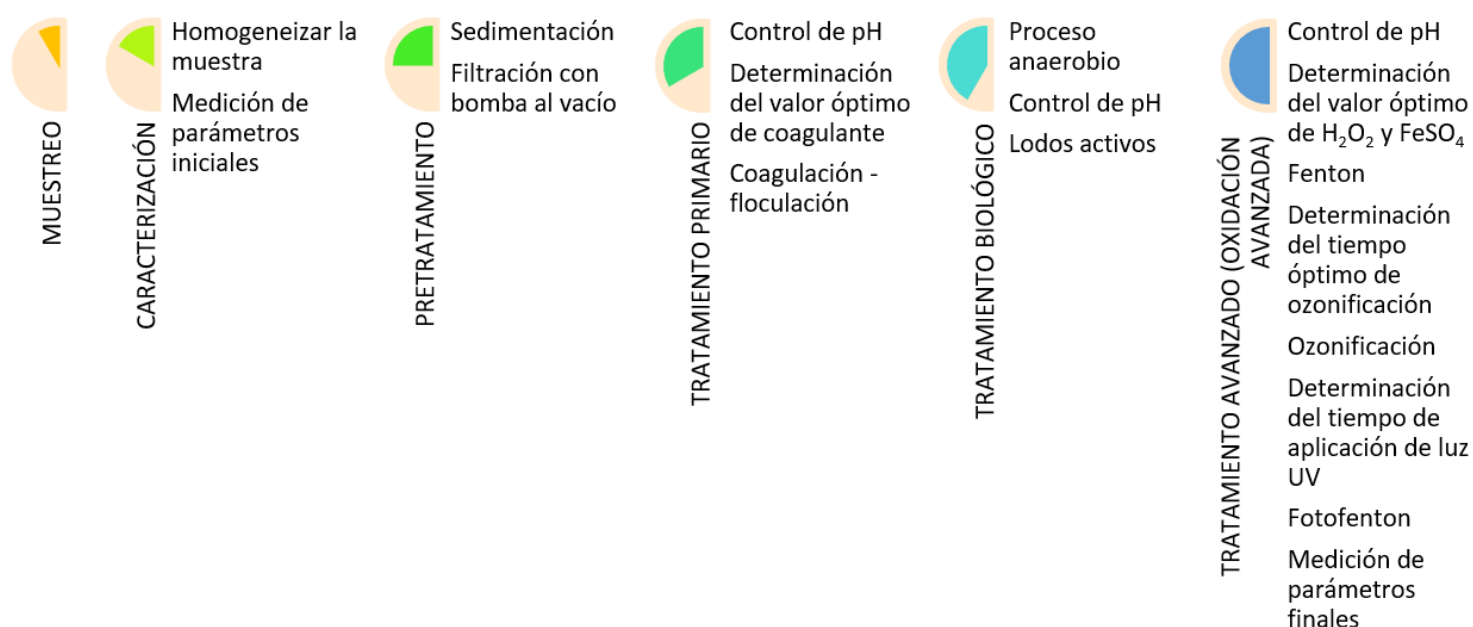 MUESTREO
CARACTERIZACIÓN
Homogeneizar la
muestra
Medición de
parámetros
iniciales
PRETRATAMIENTO
Sedimentación
Filtración con
bomba al vacío
TRATAMIENTO PRIMARIO
Control de pH
Determinación
del valor óptimo
de coagulante
Coagulación -
floculación
TRATAMIENTO BIOLÓGICO
Proceso
anaerobio
Control de pH
Lodos activos
TRATAMIENTO AVANZADO (OXIDACIÓN
AVANZADA)
Control de pH
Determinación
del valor óptimo
de H₂O₂ y FeSO₄
Fenton
Determinación
del tiempo
óptimo de
ozonificación
Ozonificación
Determinación
del tiempo de
aplicación de luz
UV
Fotofenton
Medición de
parámetros
finales